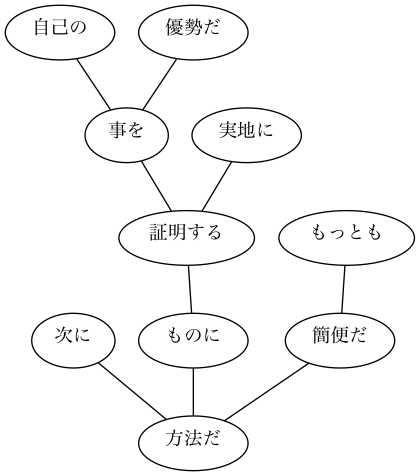 自己の
優勢だ
事を
実地に
証明する
もっとも
次に
ものに
簡便だ
方法だ